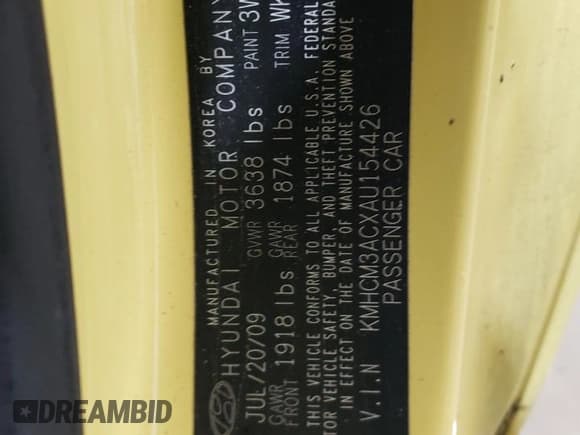 MANUFACTURED IN KOREA BY
HYUNDAI MOTOR COMPANY
JUL/20/09 GVWR 3638 lbs PAINT 3W
GAWR FRONT 1918 lbs GAWR REAR 1874 lbs TRIM WK
THIS VEHICLE CONFORMS TO ALL APPLICABLE U.S.A. FEDERAL
TOR VEHICLE SAFETY, BUMPER, AND THEFT PREVENTION STANDA
IN EFFECT ON THE DATE OF MANUFACTURE SHOWN ABOVE
V.I.N KMHCM3ACXAU154426
PASSENGER CAR
DREAMBID